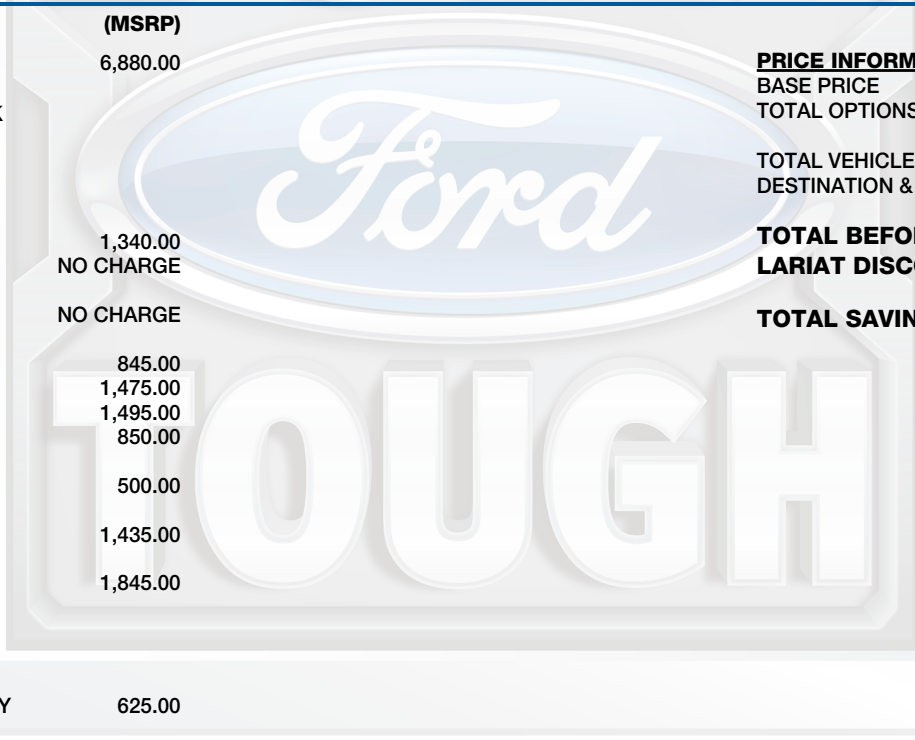 (MSRP)
6,880.00
K
1,340.00
NO CHARGE
NO CHARGE
845.00
1,475.00
1,495.00
850.00
500.00
1,435.00
1,845.00
Y 625.00
PRICE INFORM
BASE PRICE
TOTAL OPTIONS
TOTAL VEHICLE
DESTINATION &
TOTAL BEFO
LARIAT DISC
TOTAL SAVIN
Ford
TOUGH